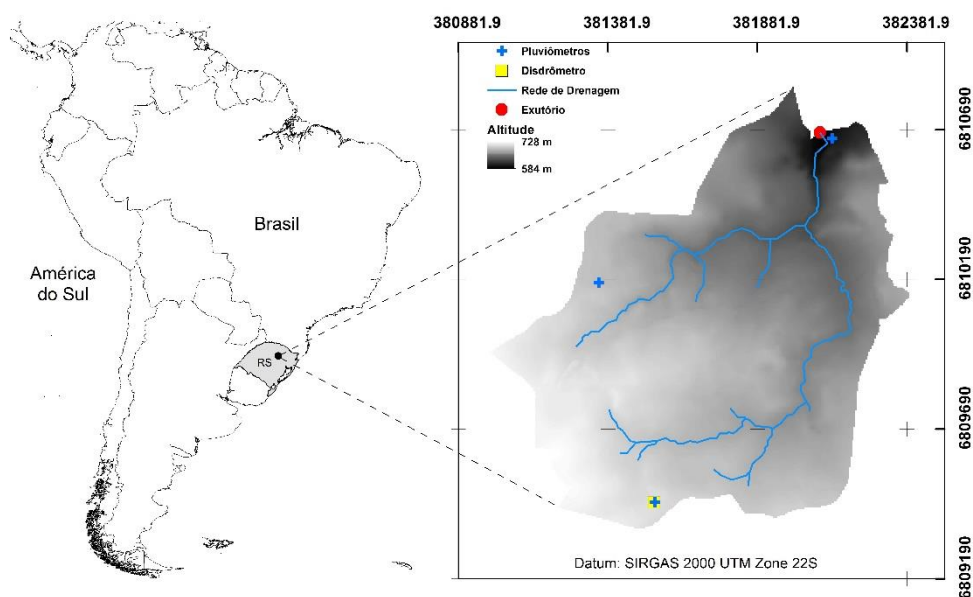 380881.9
381381.9
381881.9
382381.9
Pluviômetros
Disdrômetro
Rede de Drenagem
Exutório
Altitude
728 m
584 m
6810690
6810190
6809690
6809190
Brasil
América
do Sul
RS
Datum: SIRGAS 2000 UTM Zone 22S